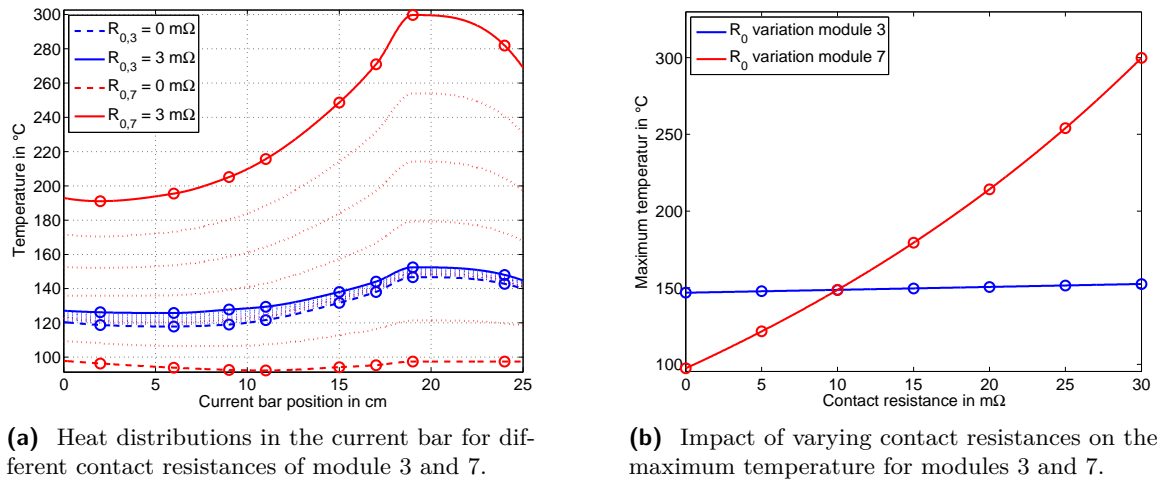 300
280
260
240
220
200
180
160
140
120
100
Temperature in °C
R0,3 = 0 mΩ
R0,3 = 3 mΩ
R0,7 = 0 mΩ
R0,7 = 3 mΩ
0 5 10 15 20 25
Current bar position in cm
(a) Heat distributions in the current bar for dif-
ferent contact resistances of module 3 and 7.
300
250
200
150
100
Maximum temperatur in °C
R0 variation module 3
R0 variation module 7
0 5 10 15 20 25 30
Contact resistance in mΩ
(b) Impact of varying contact resistances on the
maximum temperature for modules 3 and 7.